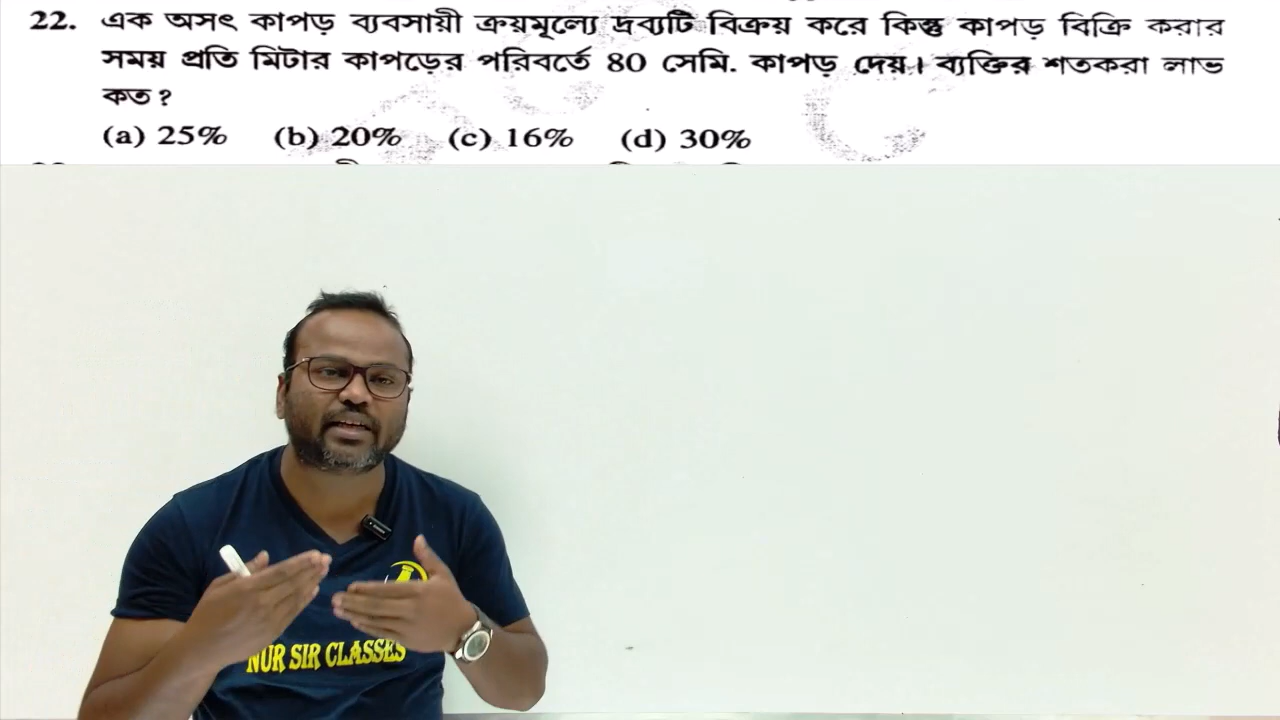 22. এক অসৎ কাপড় ব্যবসায়ী ক্রয়মূল্যে দ্রব্যটি বিক্রয় করে কিন্তু কাপড় বিক্রি করার
সময় প্রতি মিটার কাপড়ের পরিবর্তে 80 সেমি. কাপড় দেয়। ব্যক্তির শতকরা লাভ
কত?
(a) 25% (b) 20% (c) 16% (d) 30%
NUR SIR CLASSES